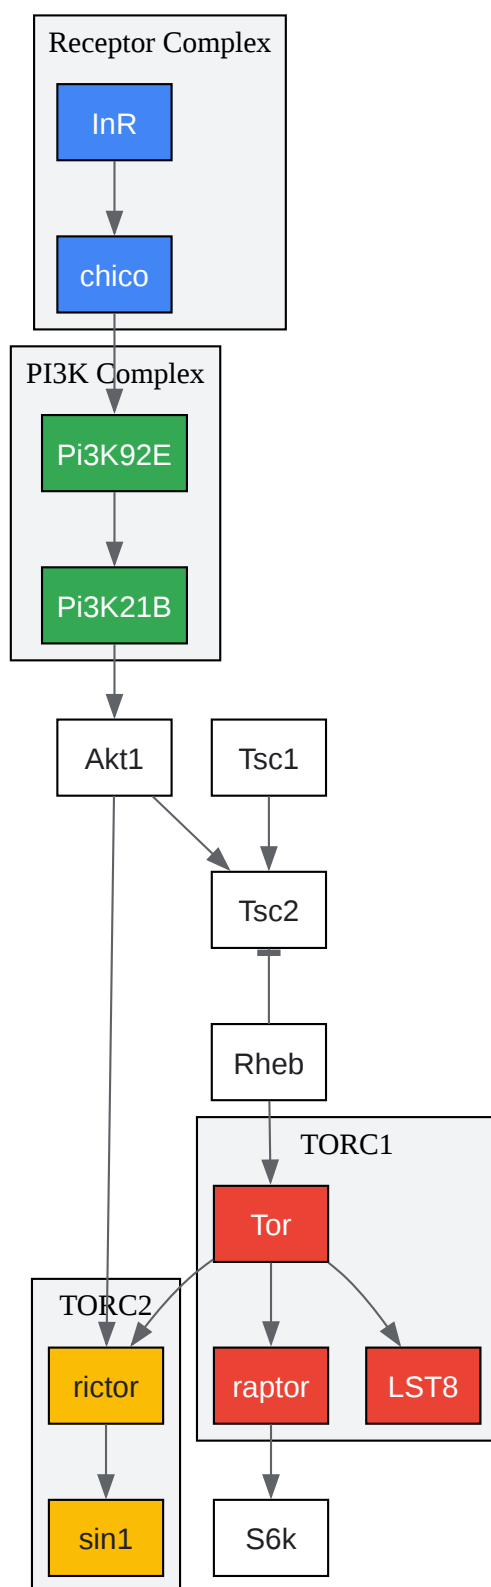 Receptor Complex
InR
chico
PI3K Complex
Pi3K92E
Pi3K21B
Akt1
Tsc1
Tsc2
Rheb
TORC1
Tor
TORC2
rictor
raptor
LST8
sin1
S6k